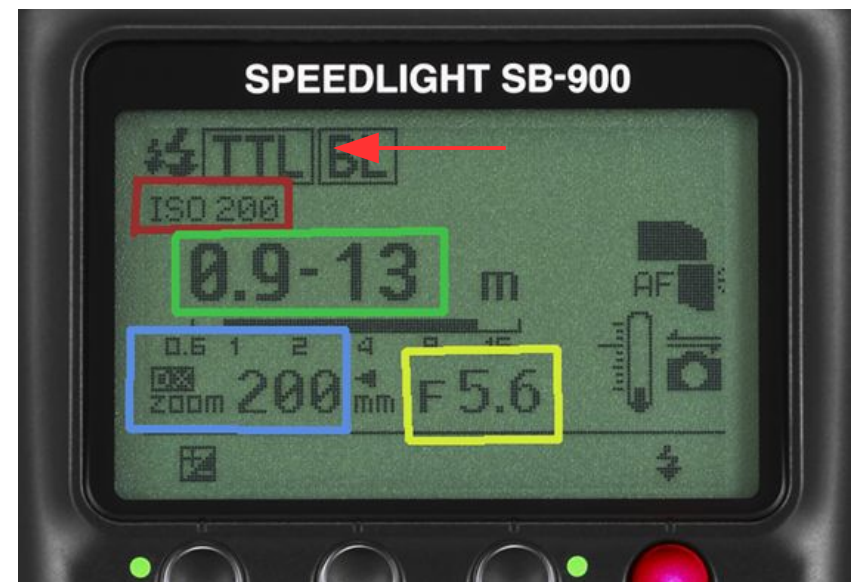 SPEEDLIGHT SB-900
TTL BL
ISO 200
0.9-13 m
AF
0.6 1 2 4 8 15
DX
zoom 200 mm F 5.6